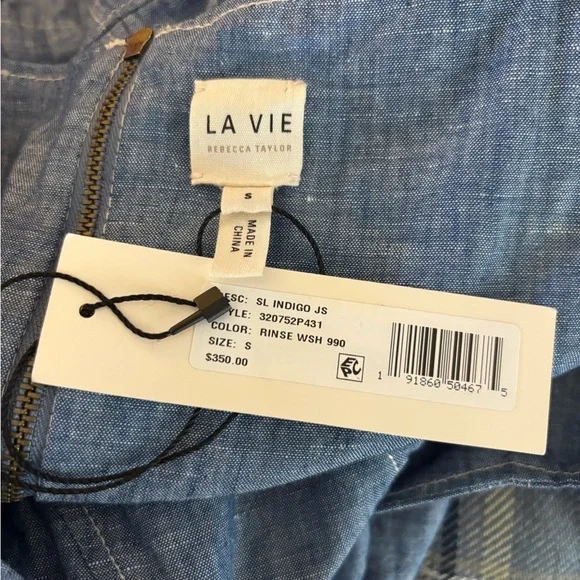 LA VIE
REBECCA TAYLOR
S
MADE IN
CHINA
ESC: SL INDIGO JS
YLE: 320752P431
COLOR: RINSE WSH 990
SIZE: S
$350.00
1 91860 50467 5